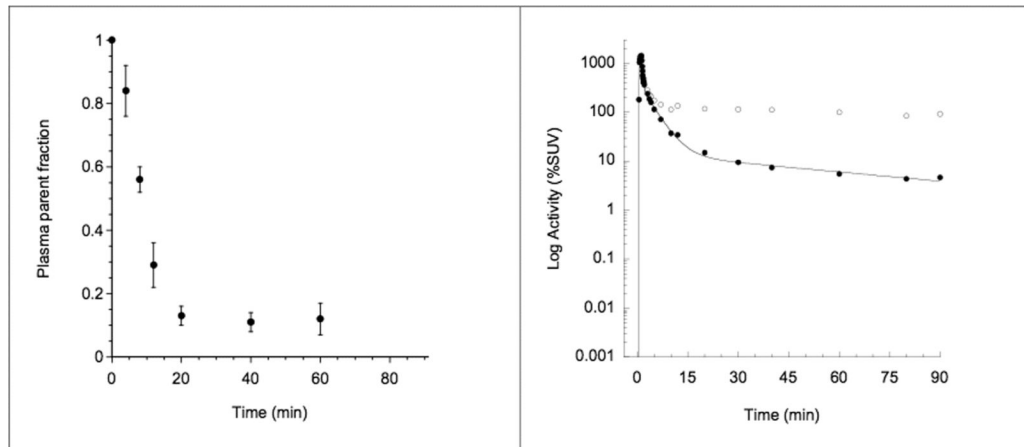 1
0.8
0.6
0.4
0.2
0
0 20 40 60 80
Time (min)
Plasma parent fraction
1000
100
10
1
0.1
0.01
0.001
0 15 30 45 60 75 90
Time (min)
Log Activity (%SUV)